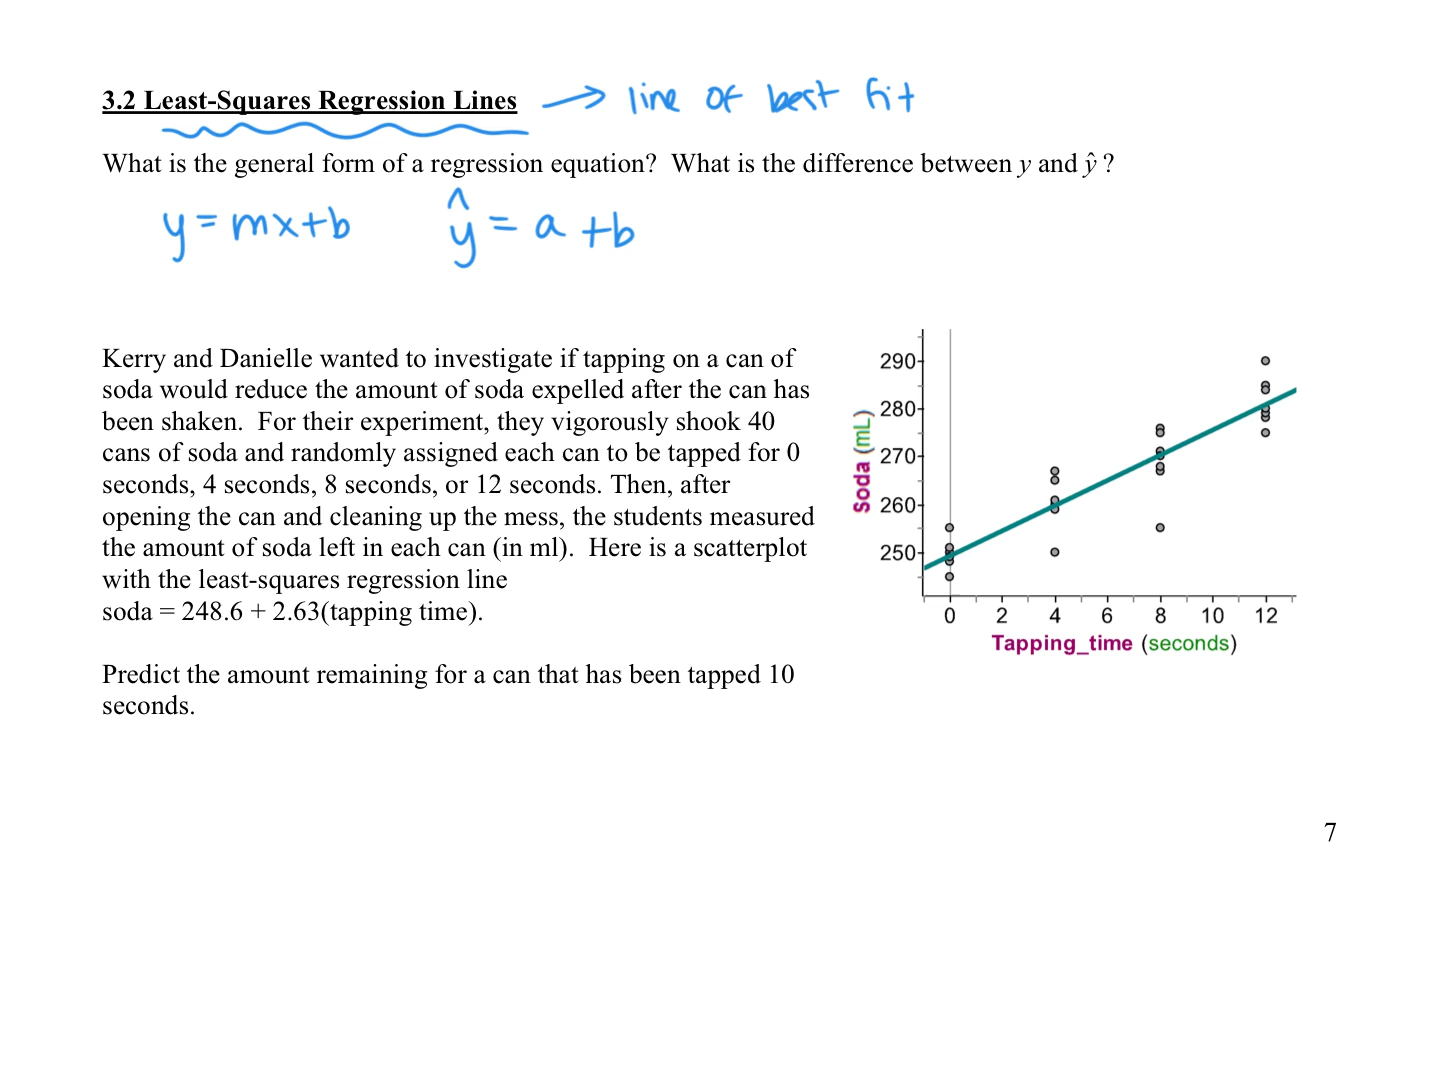 3.2 Least-Squares Regression Lines → line of best fit
What is the general form of a regression equation? What is the difference between y and ŷ ?
y = mx+b ŷ = a +b
Kerry and Danielle wanted to investigate if tapping on a can of
soda would reduce the amount of soda expelled after the can has
been shaken. For their experiment, they vigorously shook 40
cans of soda and randomly assigned each can to be tapped for 0
seconds, 4 seconds, 8 seconds, or 12 seconds. Then, after
opening the can and cleaning up the mess, the students measured
the amount of soda left in each can (in ml). Here is a scatterplot
with the least-squares regression line
soda = 248.6 + 2.63(tapping time).
Predict the amount remaining for a can that has been tapped 10
seconds.
Soda (mL)
290
280
270
260
250
0 2 4 6 8 10 12
Tapping_time (seconds)
7